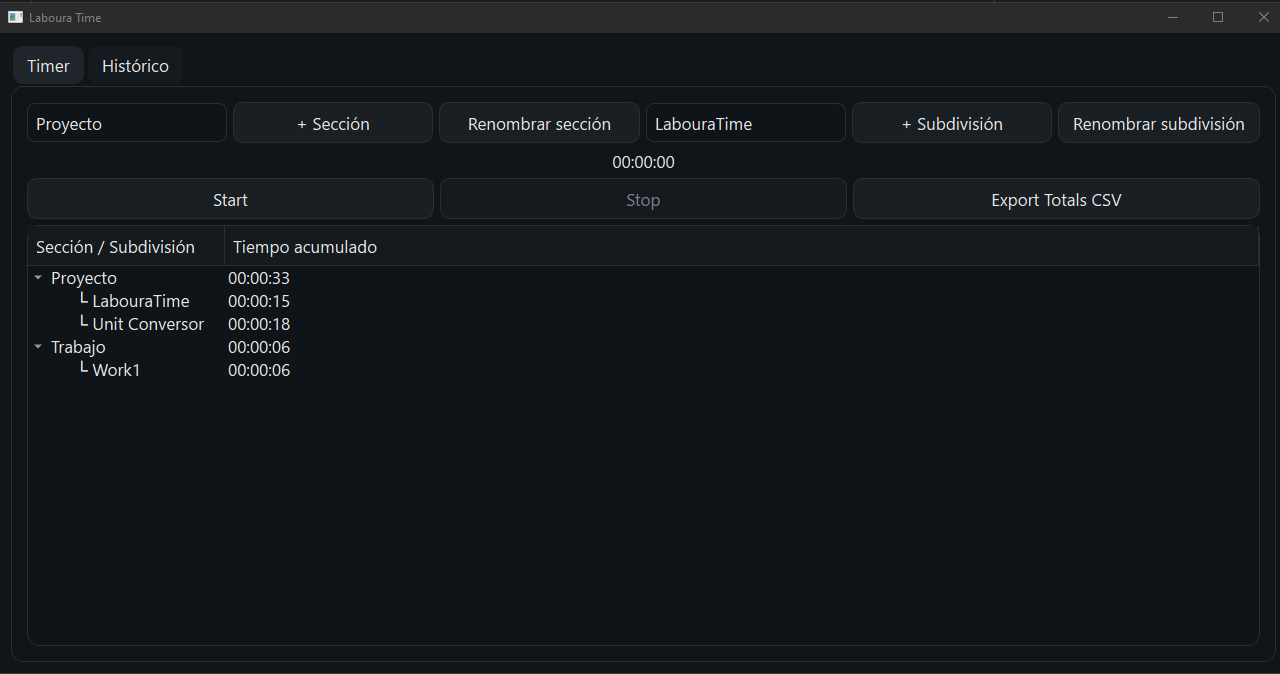 Laboura Time
Timer Histórico
Proyecto + Sección Renombrar sección LabouraTime + Subdivisión Renombrar subdivisión
00:00:00
Start Stop Export Totals CSV
Sección / Subdivisión Tiempo acumulado
Proyecto 00:00:33
└ LabouraTime 00:00:15
└ Unit Conversor 00:00:18
Trabajo 00:00:06
└ Work1 00:00:06